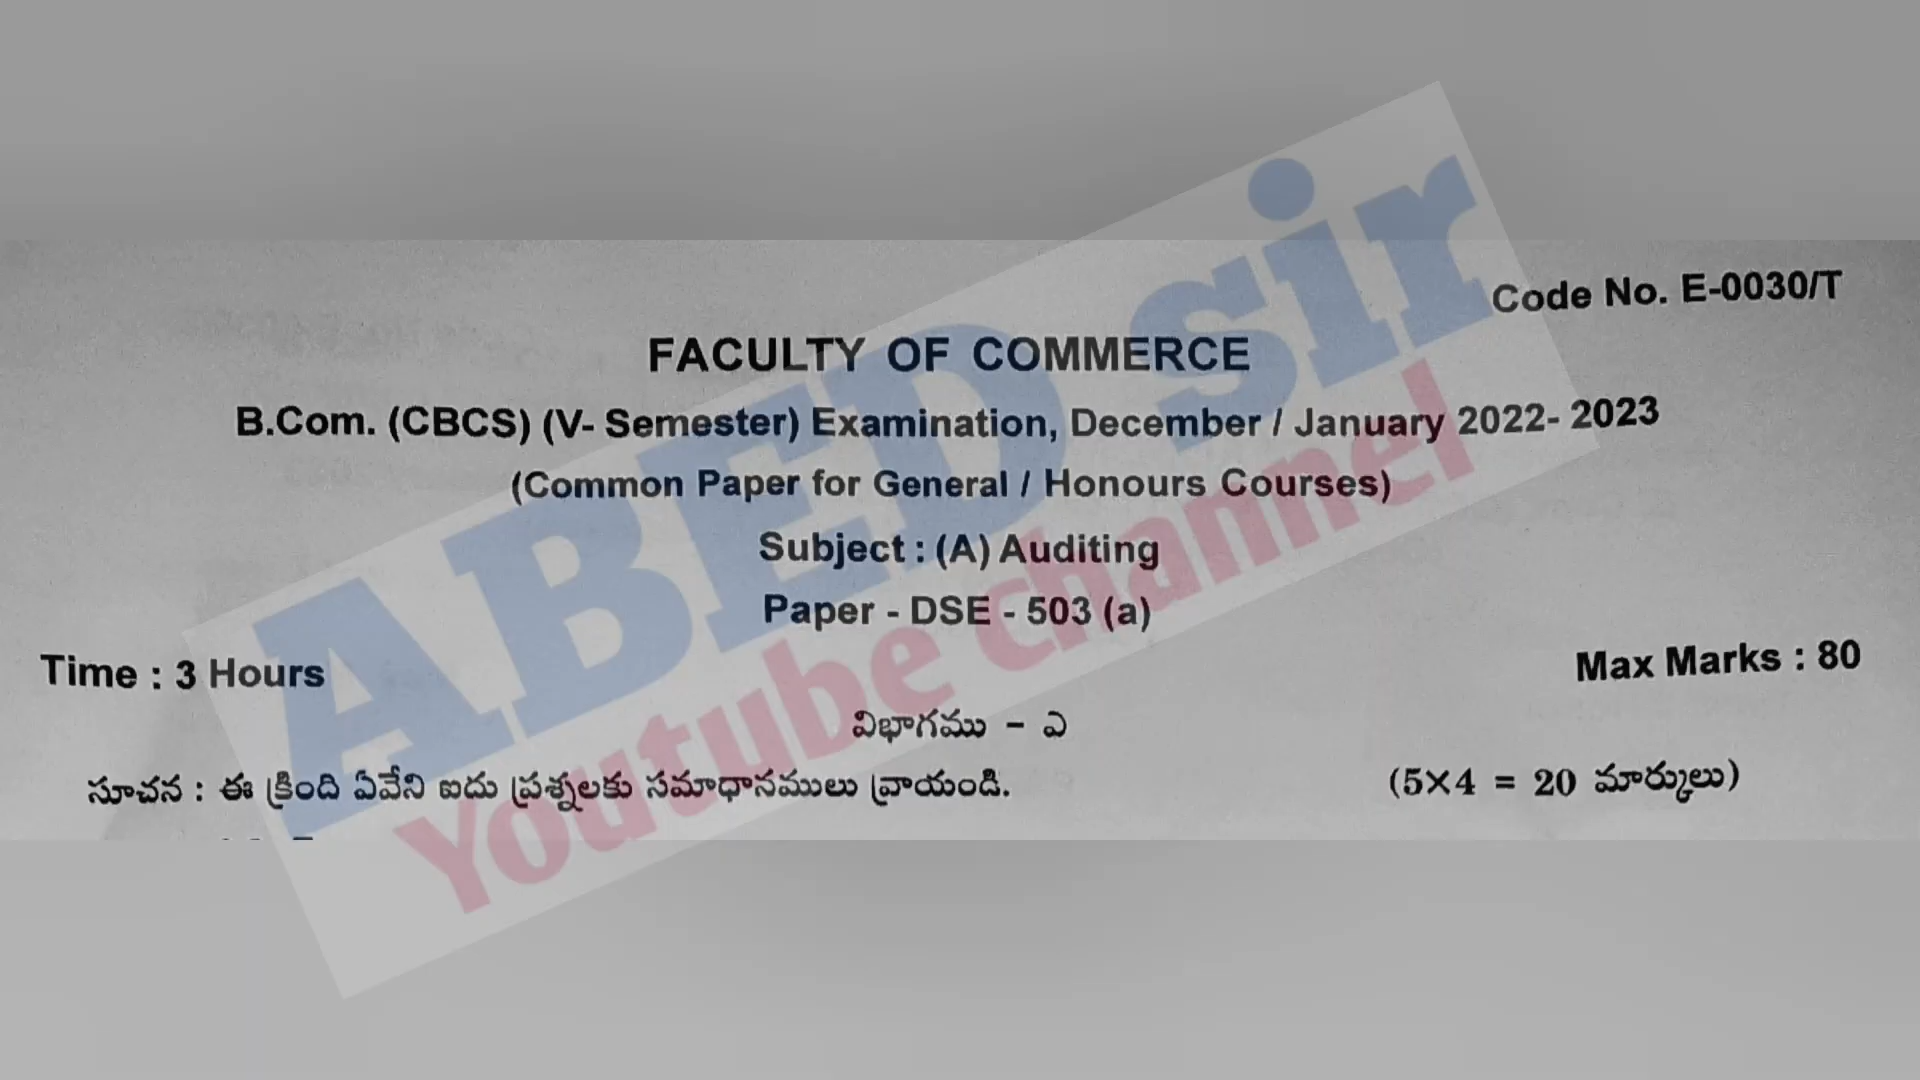 Code No. E-0030/T
FACULTY OF COMMERCE
B.Com. (CBCS) (V- Semester) Examination, December / January 2022- 2023
(Common Paper for General / Honours Courses)
Subject : (A) Auditing
Paper - DSE - 503 (a)
Time : 3 Hours
Max Marks : 80
విభాగము - ఎ
సూచన : ఈ క్రింది ఏవేని ఐదు ప్రశ్నలకు సమాధానములు వ్రాయండి.
(5×4 = 20 మార్కులు)
ABED sir
Youtube channel